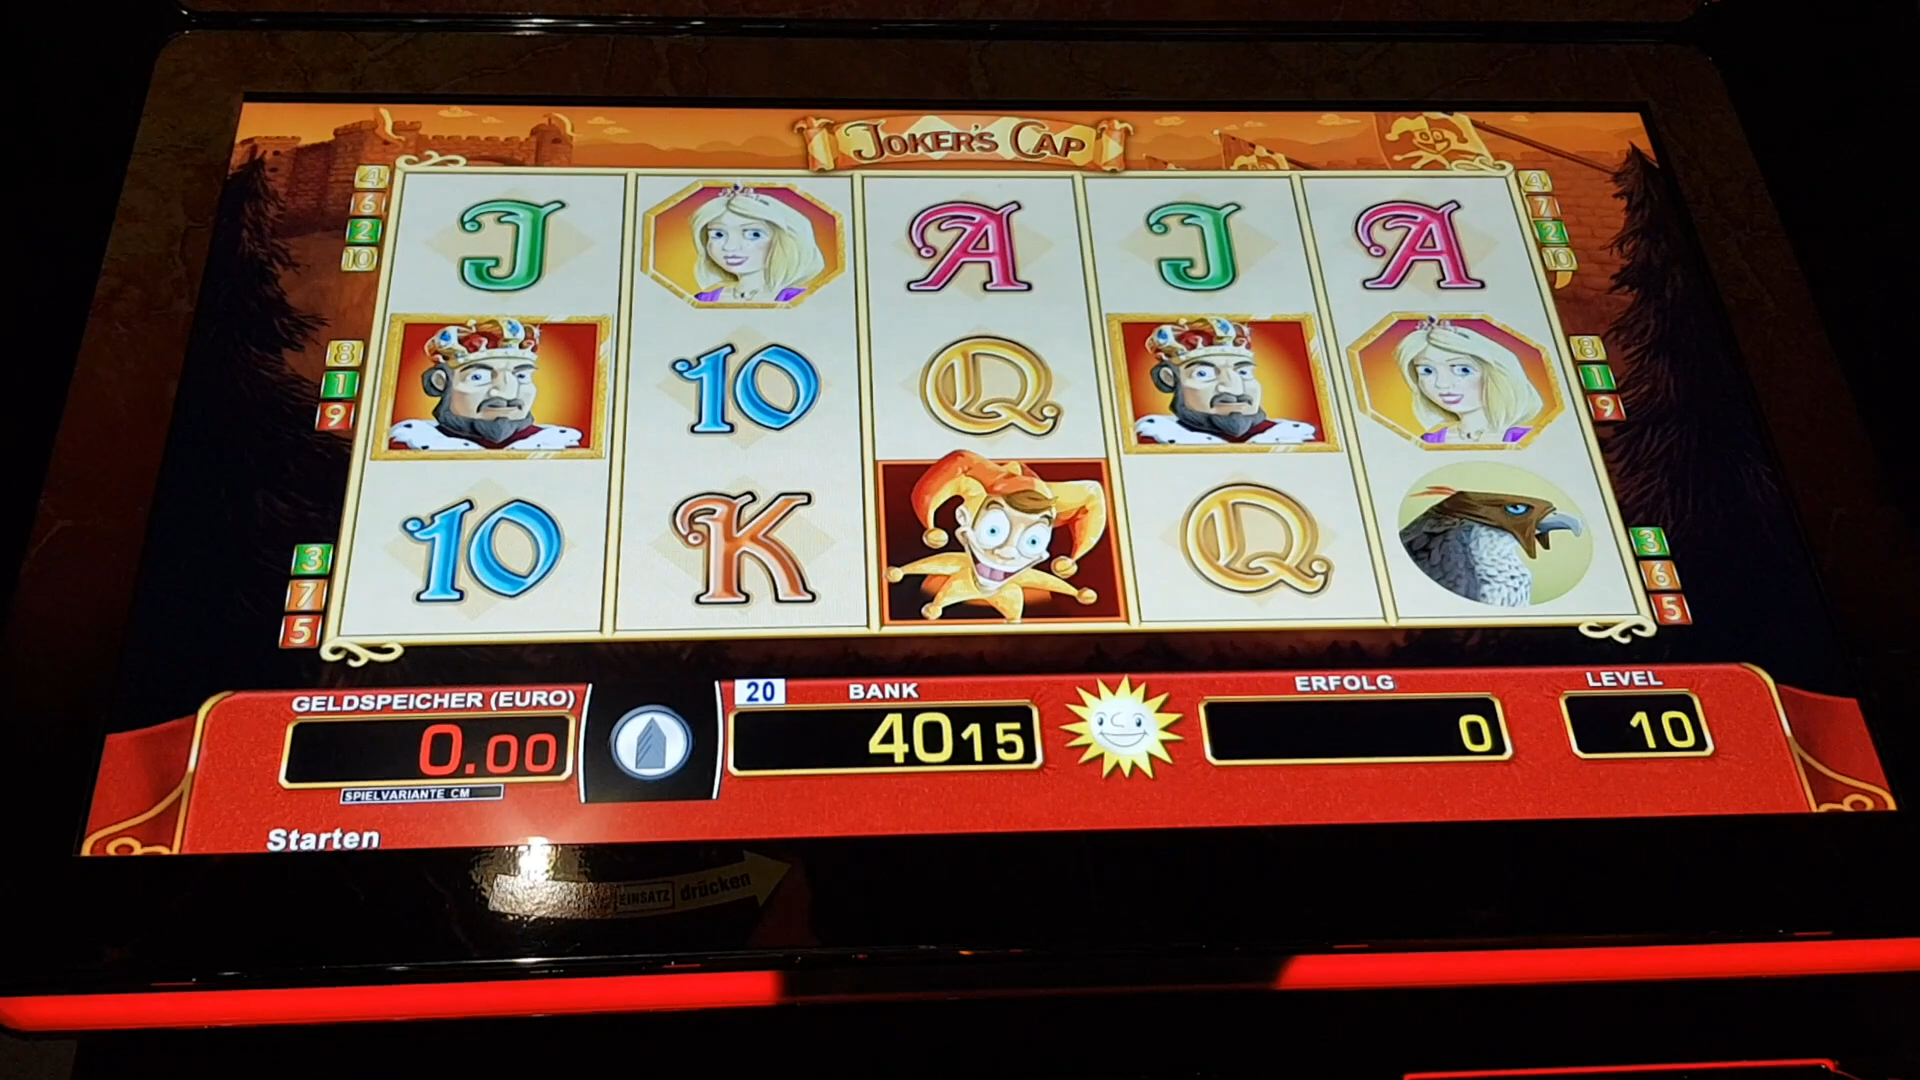 JOKER'S CAP
4
6
2
10
8
1
9
3
7
5
J A J A
10 Q
10 K Q
4
7
2
10
8
1
9
3
6
5
GELDSPEICHER (EURO)
0.00
SPIELVARIANTE CM
20 BANK
4015
ERFOLG
0
LEVEL
10
Starten
EINSATZ drücken